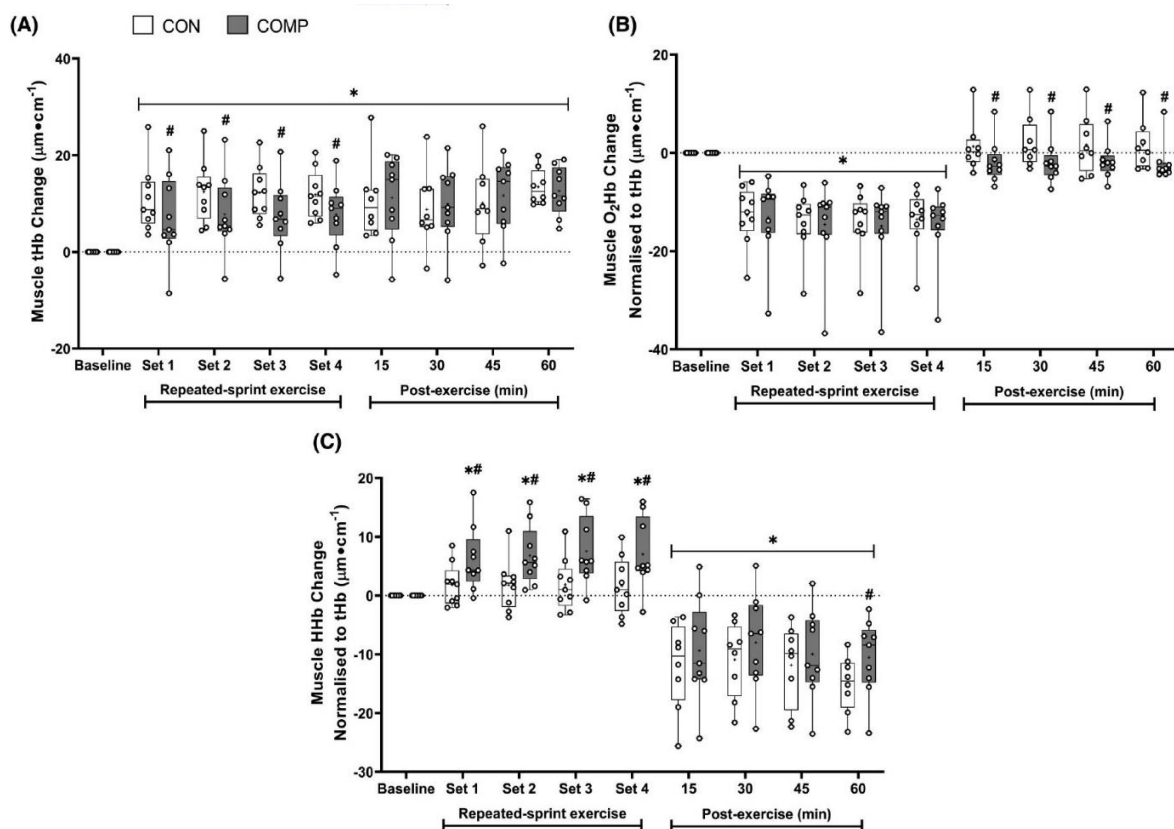 (A)
CON COMP
Muscle tHb Change (μm•cm⁻¹)
40
20
0
-20
*
# # # #
Baseline Set 1 Set 2 Set 3 Set 4 15 30 45 60
Repeated-sprint exercise Post-exercise (min)
(B)
Muscle O₂Hb Change
Normalised to tHb (μm•cm⁻¹)
20
0
-20
-40
*
# # # #
Baseline Set 1 Set 2 Set 3 Set 4 15 30 45 60
Repeated-sprint exercise Post-exercise (min)
(C)
Muscle HHb Change
Normalised to tHb (μm•cm⁻¹)
20
10
0
-10
-20
-30
*# *# *# *#
*
#
Baseline Set 1 Set 2 Set 3 Set 4 15 30 45 60
Repeated-sprint exercise Post-exercise (min)